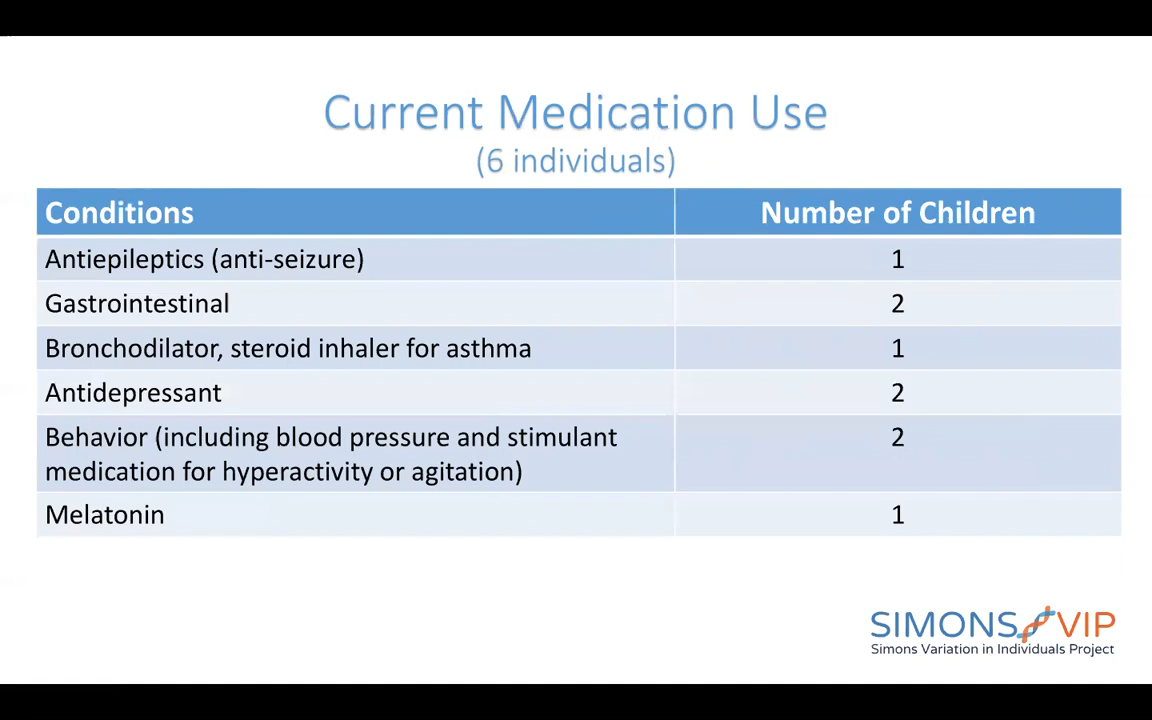 Current Medication Use
(6 individuals)
Conditions Number of Children
Antiepileptics (anti-seizure) 1
Gastrointestinal 2
Bronchodilator, steroid inhaler for asthma 1
Antidepressant 2
Behavior (including blood pressure and stimulant 2
medication for hyperactivity or agitation)
Melatonin 1
SIMONS VIP
Simons Variation in Individuals Project